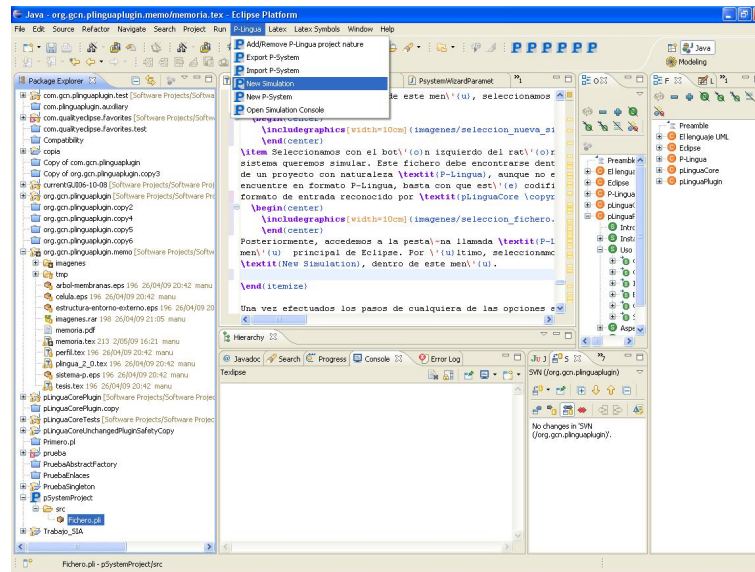 Java - org.gcn.plinguaplugin.memo/memoria.tex - Eclipse Platform
File Edit Source Refactor Navigate Search Project Run P-Lingua Latex Latex Symbols Window Help
Add/Remove P-Lingua project nature
Export P-System
Import P-System
New Simulation
New P-System
Open Simulation Console
Java
Modeling
Package Explorer
com.gcn.plinguaplugin.test [Software Projects/Softwa
com.plinguaplugin.auxiliary
com.qualityeclipse.favorites [Software Projects/Softwa
com.qualityeclipse.favorites.test
Compatibility
copia
Copy of com.gcn.plinguaplugin
Copy of org.gcn.plinguaplugin.copy3
currentGUI06-10-08 [Software Projects/Software Proj
org.gcn.plinguaplugin [Software Projects/Software Pro
org.gcn.plinguaplugin.copy2
org.gcn.plinguaplugin.copy4
org.gcn.plinguaplugin.copy5
org.gcn.plinguaplugin.copy6
org.gcn.plinguaplugin.memo [Software Projects/Softwa
imagenes
tmp
arbol-membranas.eps 196 26/04/09 20:42 manu
celula.eps 196 26/04/09 20:42 manu
estructura-entorno-externo.eps 196 26/04/09 20
imagenes.rar 198 26/04/09 21:05 manu
memoria.pdf
memoria.tex 213 2/05/09 16:21 manu
perfil.tex 196 26/04/09 20:42 manu
plingua_2_0.tex 196 26/04/09 20:42 manu
sistema-p.eps 196 26/04/09 20:42 manu
tesis.tex 196 26/04/09 20:42 manu
pLinguaCorePlugin [Software Projects/Software Projec
pLinguaCorePlugin.copy
pLinguaCoreTests [Software Projects/Software Projec
pLinguaCoreUnchangedPluginSafetyCopy
Primero.pl
prueba
PruebaAbstractFactory
PruebaEnlaces
PruebaSingleton
pSystemProject
src
Fichero.pli
Trabajo_SIA
PsystemWizardParamet
de este men\'{u}, seleccionamos
\begin{center}
\includegraphics[width=10cm]{imagenes/seleccion_nueva_si
\end{center}
\item Seleccionamos con el bot\'{o}n izquierdo del rat\'{o}n
sistema queremos simular. Este fichero debe encontrarse dent
de un proyecto con naturaleza \textit{P-Lingua}, aunque no e
encuentre en formato P-Lingua, basta con que est\'{e} codifi
formato de entrada reconocido por \textit{pLinguaCore \copyr
\begin{center}
\includegraphics[width=10cm]{imagenes/seleccion_fichero.
\end{center}
Posteriormente, accedemos a la pesta\~na llamada \textit{P-L
men\'{u} principal de Eclipse. Por \'{u}ltimo, seleccionamo
\textit{New Simulation}, dentro de este men\'{u}.
\end{itemize}
Una vez efectuados los pasos de cualquiera de las opciones a
Preamble
El lenguaje UML
Eclipse
P-Lingua
pLinguaCore
pLinguaPlugin
Hierarchy
Javadoc Search Progress Console Error Log
Texlipse
SVN (/org.gcn.plinguaplugin)
No changes in 'SVN
(/org.gcn.plinguaplugin)'.
Fichero.pli - pSystemProject/src